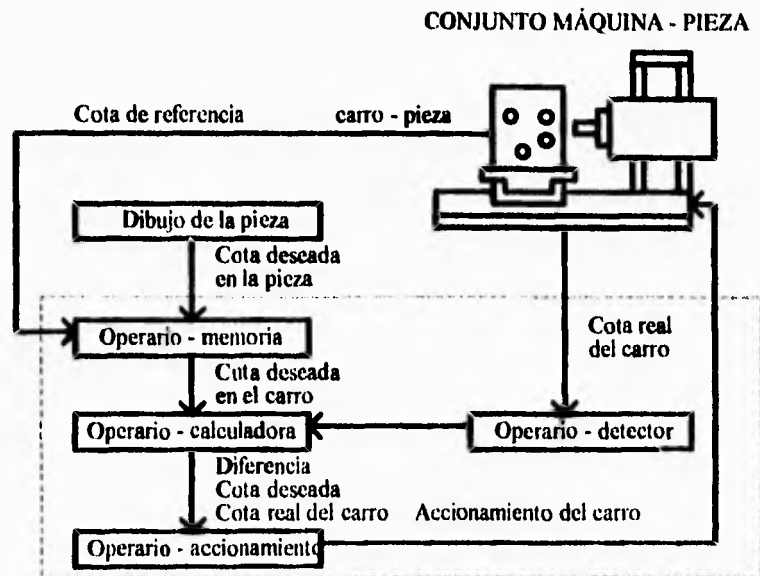 CONJUNTO MÁQUINA - PIEZA
Cota de referencia
carro - pieza
Dibujo de la pieza
Cota deseada
en la pieza
Operario - memoria
Cota real
del carro
Cota deseada
en el carro
Operario - calculadora
Operario - detector
Diferencia
Cota deseada
Cota real del carro
Accionamiento del carro
Operario - accionamiento